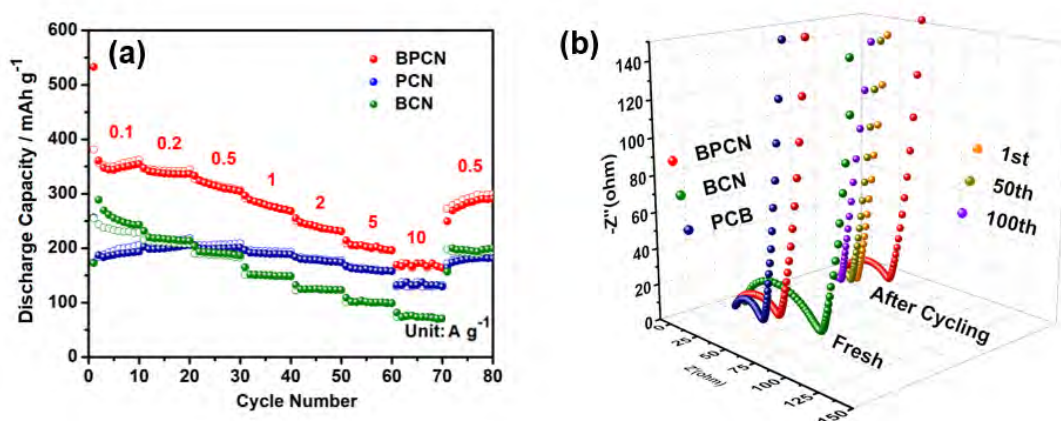 (a)
BPCN
PCN
BCN
0.1
0.2
0.5
1
2
5
10
0.5
Unit: A g⁻¹
Discharge Capacity / mAh g⁻¹
600
500
400
300
200
100
0
0 10 20 30 40 50 60 70 80
Cycle Number
(b)
BPCN
BCN
PCB
1st
50th
100th
After Cycling
Fresh
-Z''(ohm)
140
120
100
80
60
40
20
0
0 25 50 75 100 125 150
Z'(ohm)